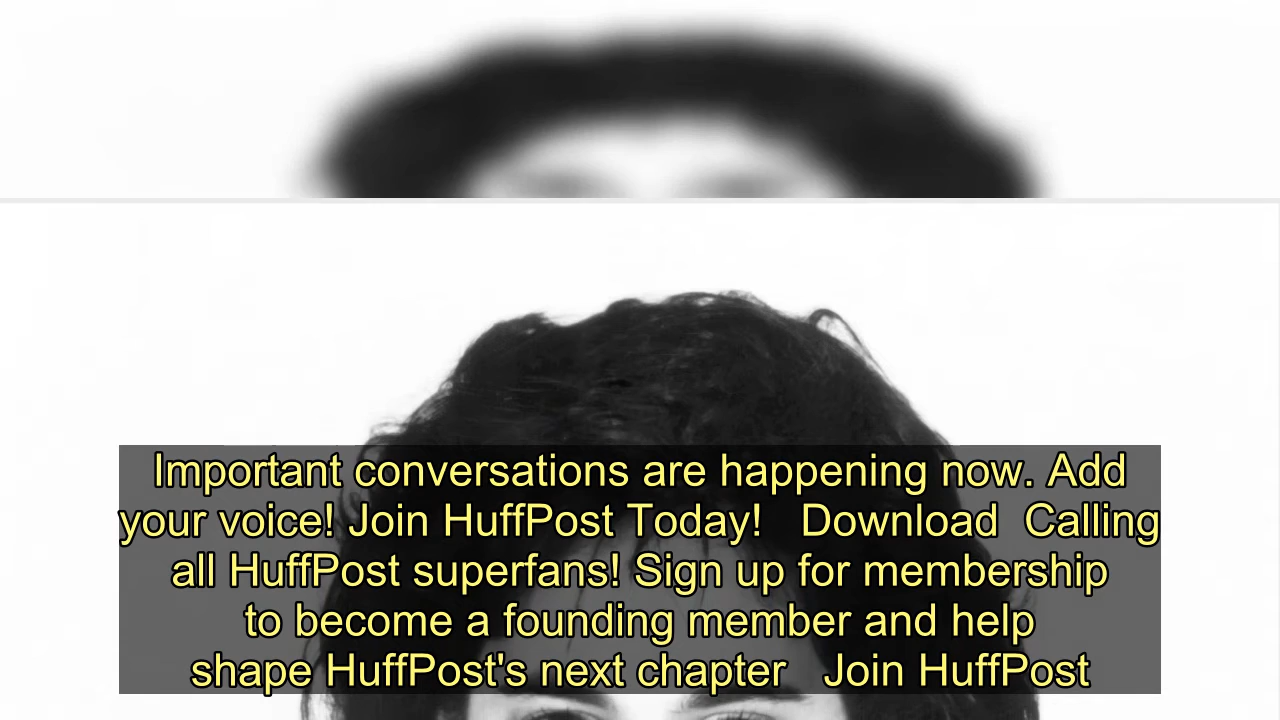 Important conversations are happening now. Add
your voice! Join HuffPost Today!   Download  Calling
all HuffPost superfans! Sign up for membership
to become a founding member and help
shape HuffPost's next chapter   Join HuffPost